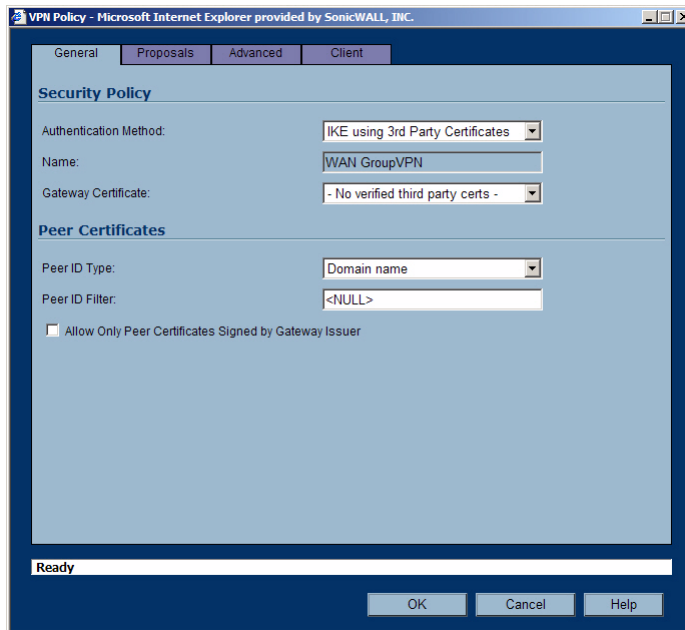 VPN Policy - Microsoft Internet Explorer provided by SonicWALL, INC.
General Proposals Advanced Client
Security Policy
Authentication Method: IKE using 3rd Party Certificates
Name: WAN GroupVPN
Gateway Certificate: - No verified third party certs -
Peer Certificates
Peer ID Type: Domain name
Peer ID Filter: <NULL>
Allow Only Peer Certificates Signed by Gateway Issuer
Ready
OK Cancel Help